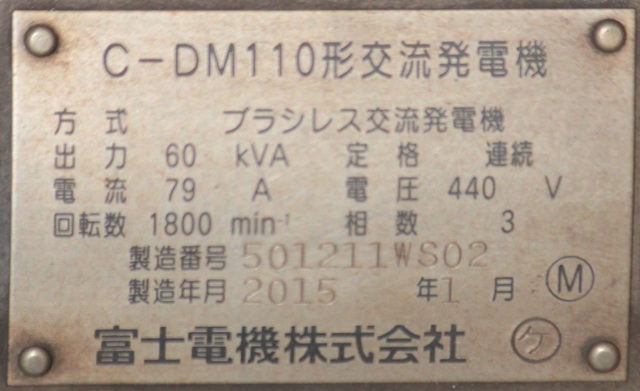 C-DM110形交流発電機
方式 ブラシレス交流発電機
出力 60 kVA 定格 連続
電流 79 A 電圧 440 V
回転数 1800 min⁻¹ 相数 3
製造番号 501211WS02
製造年月 2015 年 1 月 Ⓜ
富士電機株式会社 ㋘